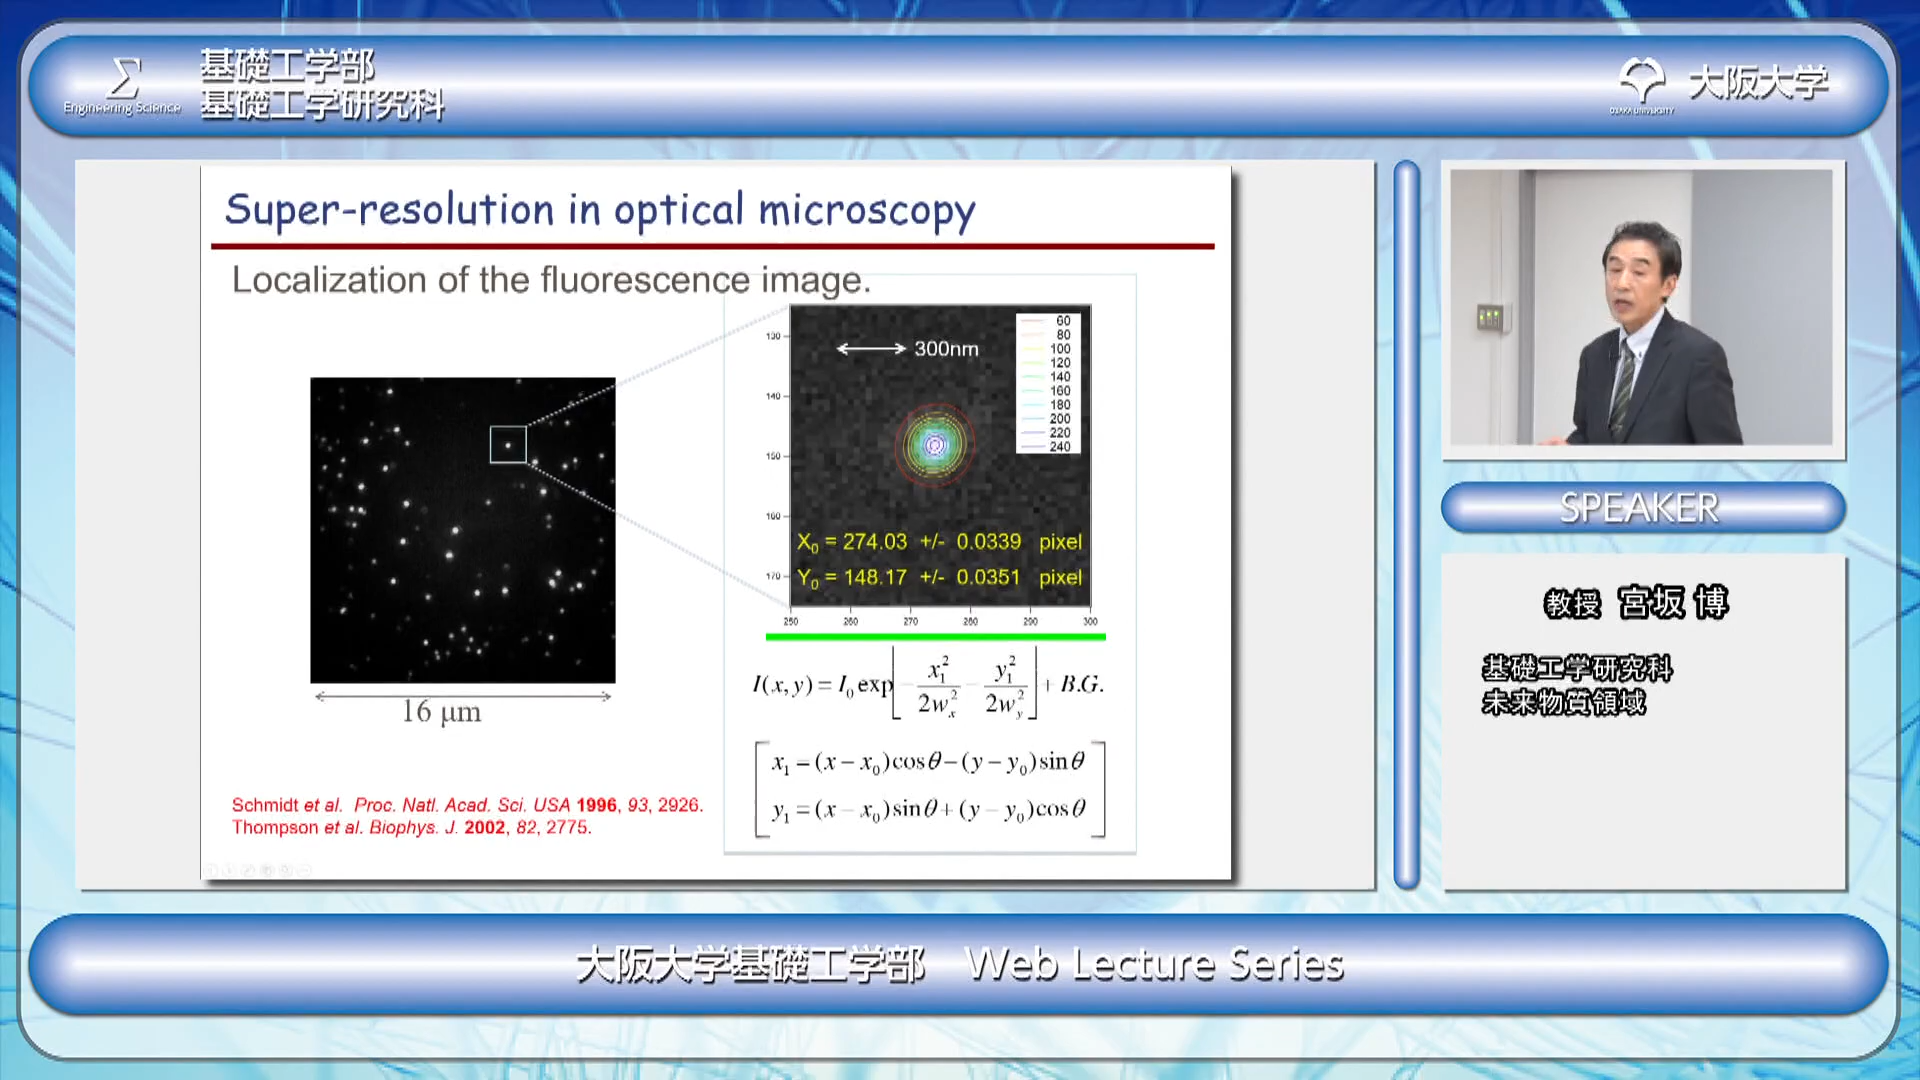 Engineering Science
基礎工学部
基礎工学研究科
OSAKA UNIVERSITY
大阪大学
Super-resolution in optical microscopy
Localization of the fluorescence image.
16 μm
Schmidt et al. Proc. Natl. Acad. Sci. USA 1996, 93, 2926.
Thompson et al. Biophys. J. 2002, 82, 2775.
300nm
60
80
100
120
140
160
180
200
220
240
130
140
150
160
170
X₀ = 274.03 +/- 0.0339 pixel
Y₀ = 148.17 +/- 0.0351 pixel
250 260 270 280 290 300
I(x, y) = I₀ exp[ − x₁²/2wₓ² − y₁²/2w_y² ] + B.G.
x₁ = (x − x₀)cosθ − (y − y₀)sinθ
y₁ = (x − x₀)sinθ + (y − y₀)cosθ
SPEAKER
教授 宮坂 博
基礎工学研究科
未来物質領域
大阪大学基礎工学部 Web Lecture Series